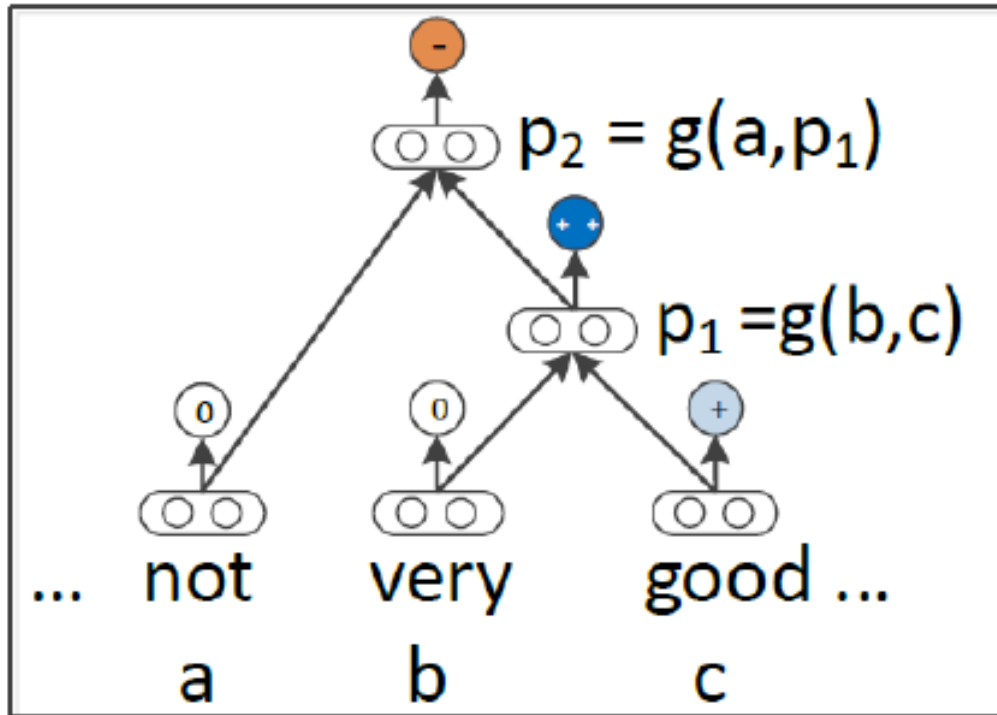 -
p₂ = g(a,p₁)
+ +
p₁ =g(b,c)
0 0 +
... not very good ...
a b c